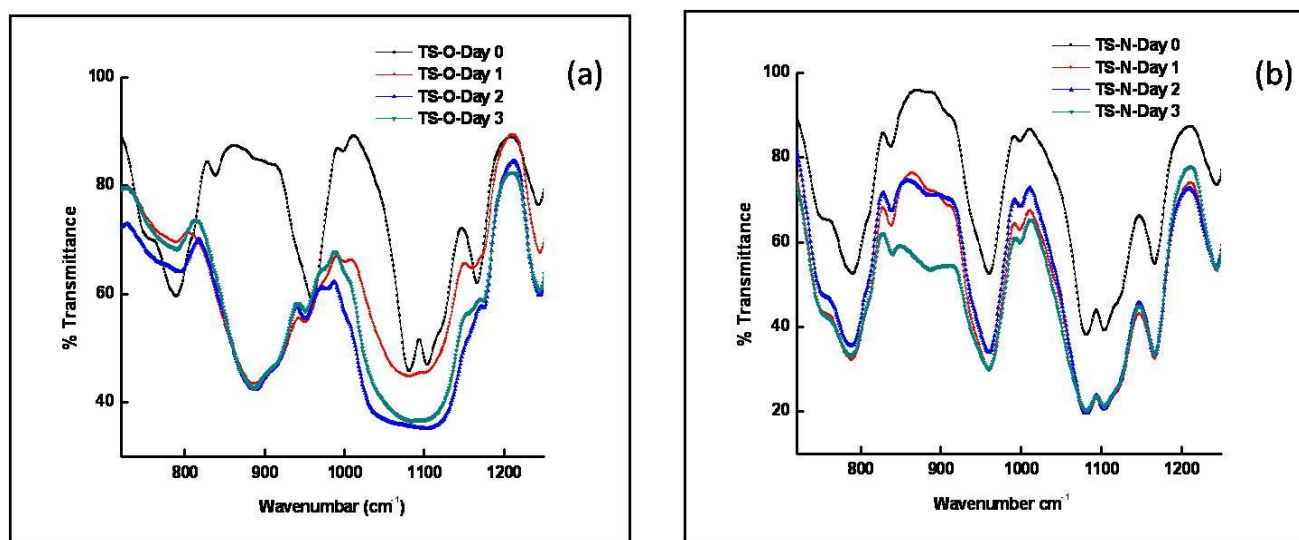 (a)
TS-O-Day 0
TS-O-Day 1
TS-O-Day 2
TS-O-Day 3
100
80
60
40
% Transmittance
800 900 1000 1100 1200
Wavenumbar (cm⁻¹)
(b)
TS-N-Day 0
TS-N-Day 1
TS-N-Day 2
TS-N-Day 3
100
80
60
40
20
% Transmittance
800 900 1000 1100 1200
Wavenumber cm⁻¹